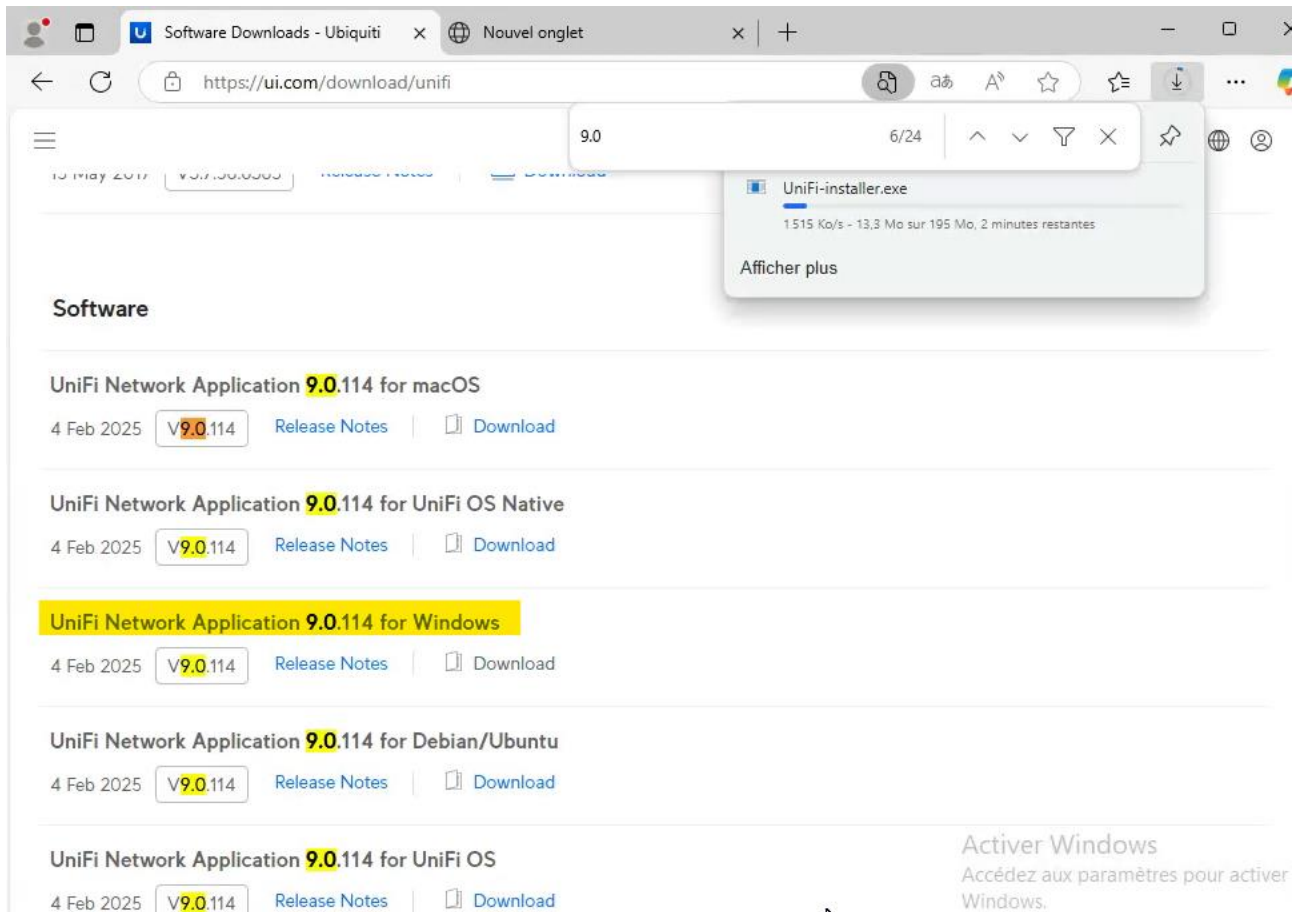 Software Downloads - Ubiquiti
Nouvel onglet
https://ui.com/download/unifi
9.0
6/24
Release Notes
Download
UniFi-installer.exe
1 515 Ko/s - 13,3 Mo sur 195 Mo, 2 minutes restantes
Afficher plus
Software
UniFi Network Application 9.0.114 for macOS
4 Feb 2025 V9.0.114 Release Notes Download
UniFi Network Application 9.0.114 for UniFi OS Native
4 Feb 2025 V9.0.114 Release Notes Download
UniFi Network Application 9.0.114 for Windows
4 Feb 2025 V9.0.114 Release Notes Download
UniFi Network Application 9.0.114 for Debian/Ubuntu
4 Feb 2025 V9.0.114 Release Notes Download
UniFi Network Application 9.0.114 for UniFi OS
4 Feb 2025 V9.0.114 Release Notes Download
Activer Windows
Accédez aux paramètres pour activer
Windows.